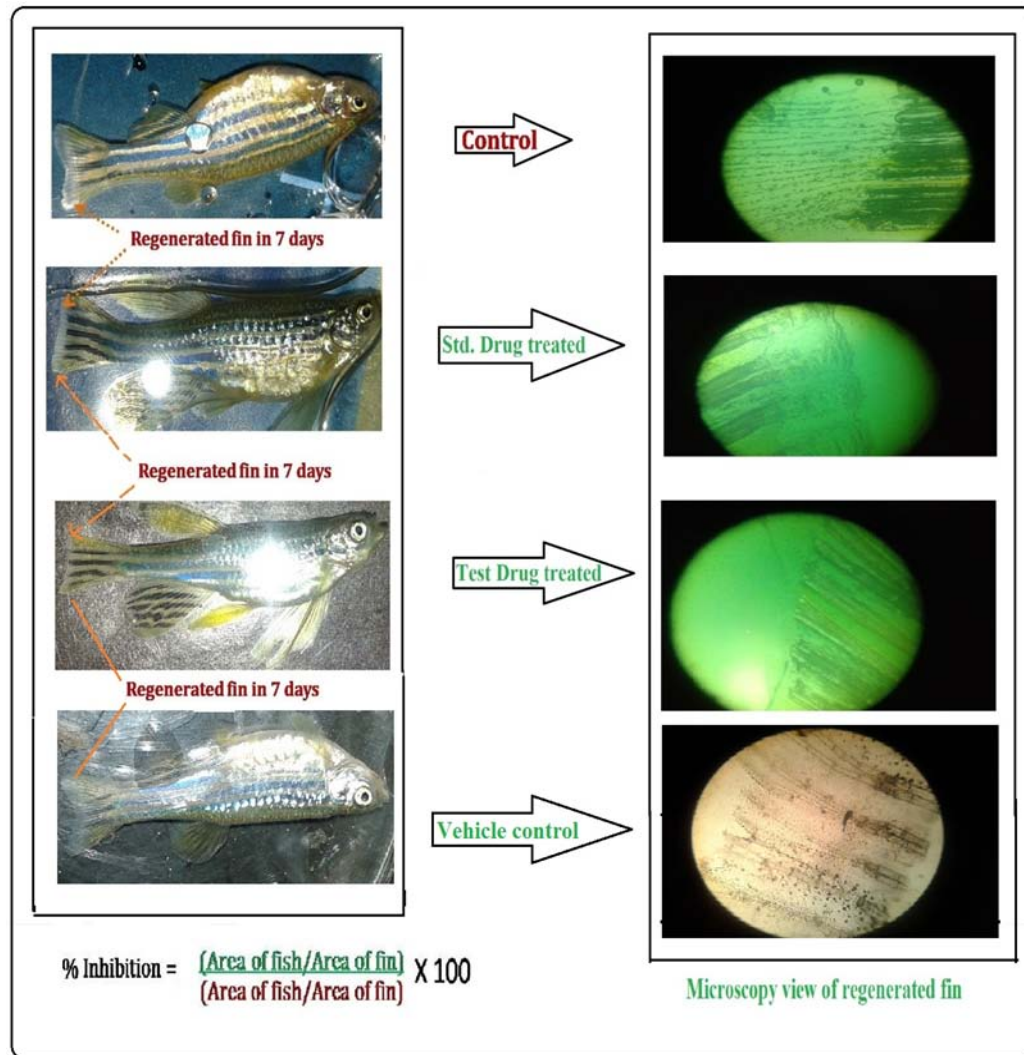 Control
Regenerated fin in 7 days
Std. Drug treated
Regenerated fin in 7 days
Test Drug treated
Regenerated fin in 7 days
Vehicle control
% Inhibition = (Area of fish/Area of fin) X 100
(Area of fish/Area of fin)
Microscopy view of regenerated fin